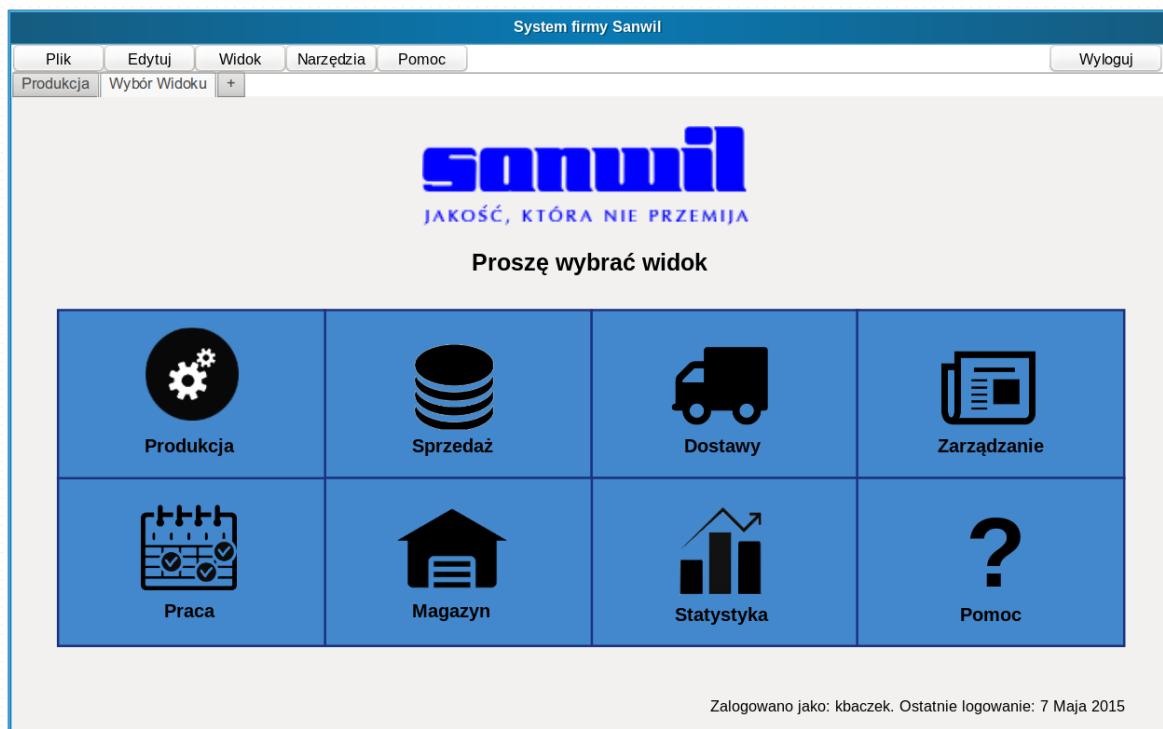 System firmy Sanwil
Plik Edytuj Widok Narzędzia Pomoc Wyloguj
Produkcja Wybór Widoku +
sanwil
JAKOŚĆ, KTÓRA NIE PRZEMIJA
Proszę wybrać widok
Produkcja Sprzedaż Dostawy Zarządzanie
?
Praca Magazyn Statystyka Pomoc
Zalogowano jako: kbaczek. Ostatnie logowanie: 7 Maja 2015